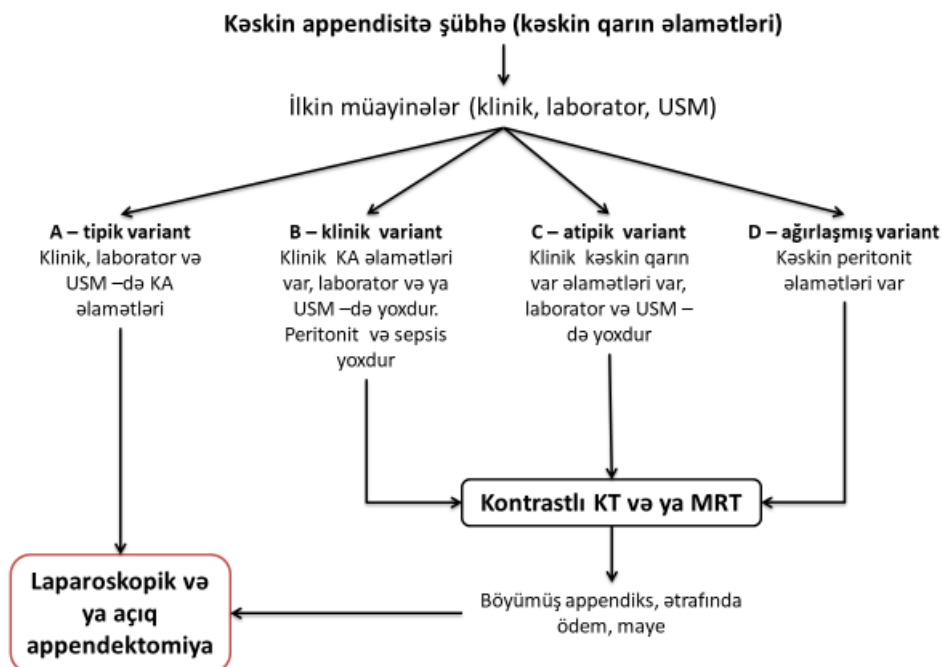 Kəskin appendisitə şübhə (kəskin qarın əlamətləri)
İlkin müayinələr (klinik, laborator, USM)
A – tipik variant
Klinik, laborator və
USM –də KA
əlamətləri
B – klinik variant
Klinik KA əlamətləri
var, laborator və ya
USM –də yoxdur.
Peritonit və sepsis
yoxdur
C – atipik variant
Klinik kəskin qarın
var əlamətləri var,
laborator və USM –
də yoxdur
D – ağırlaşmış variant
Kəskin peritonit
əlamətləri var
Kontrastlı KT və ya MRT
Laparoskopik və
ya açıq
appendektomiya
Böyümüş appendiks, ətrafında
ödem, maye